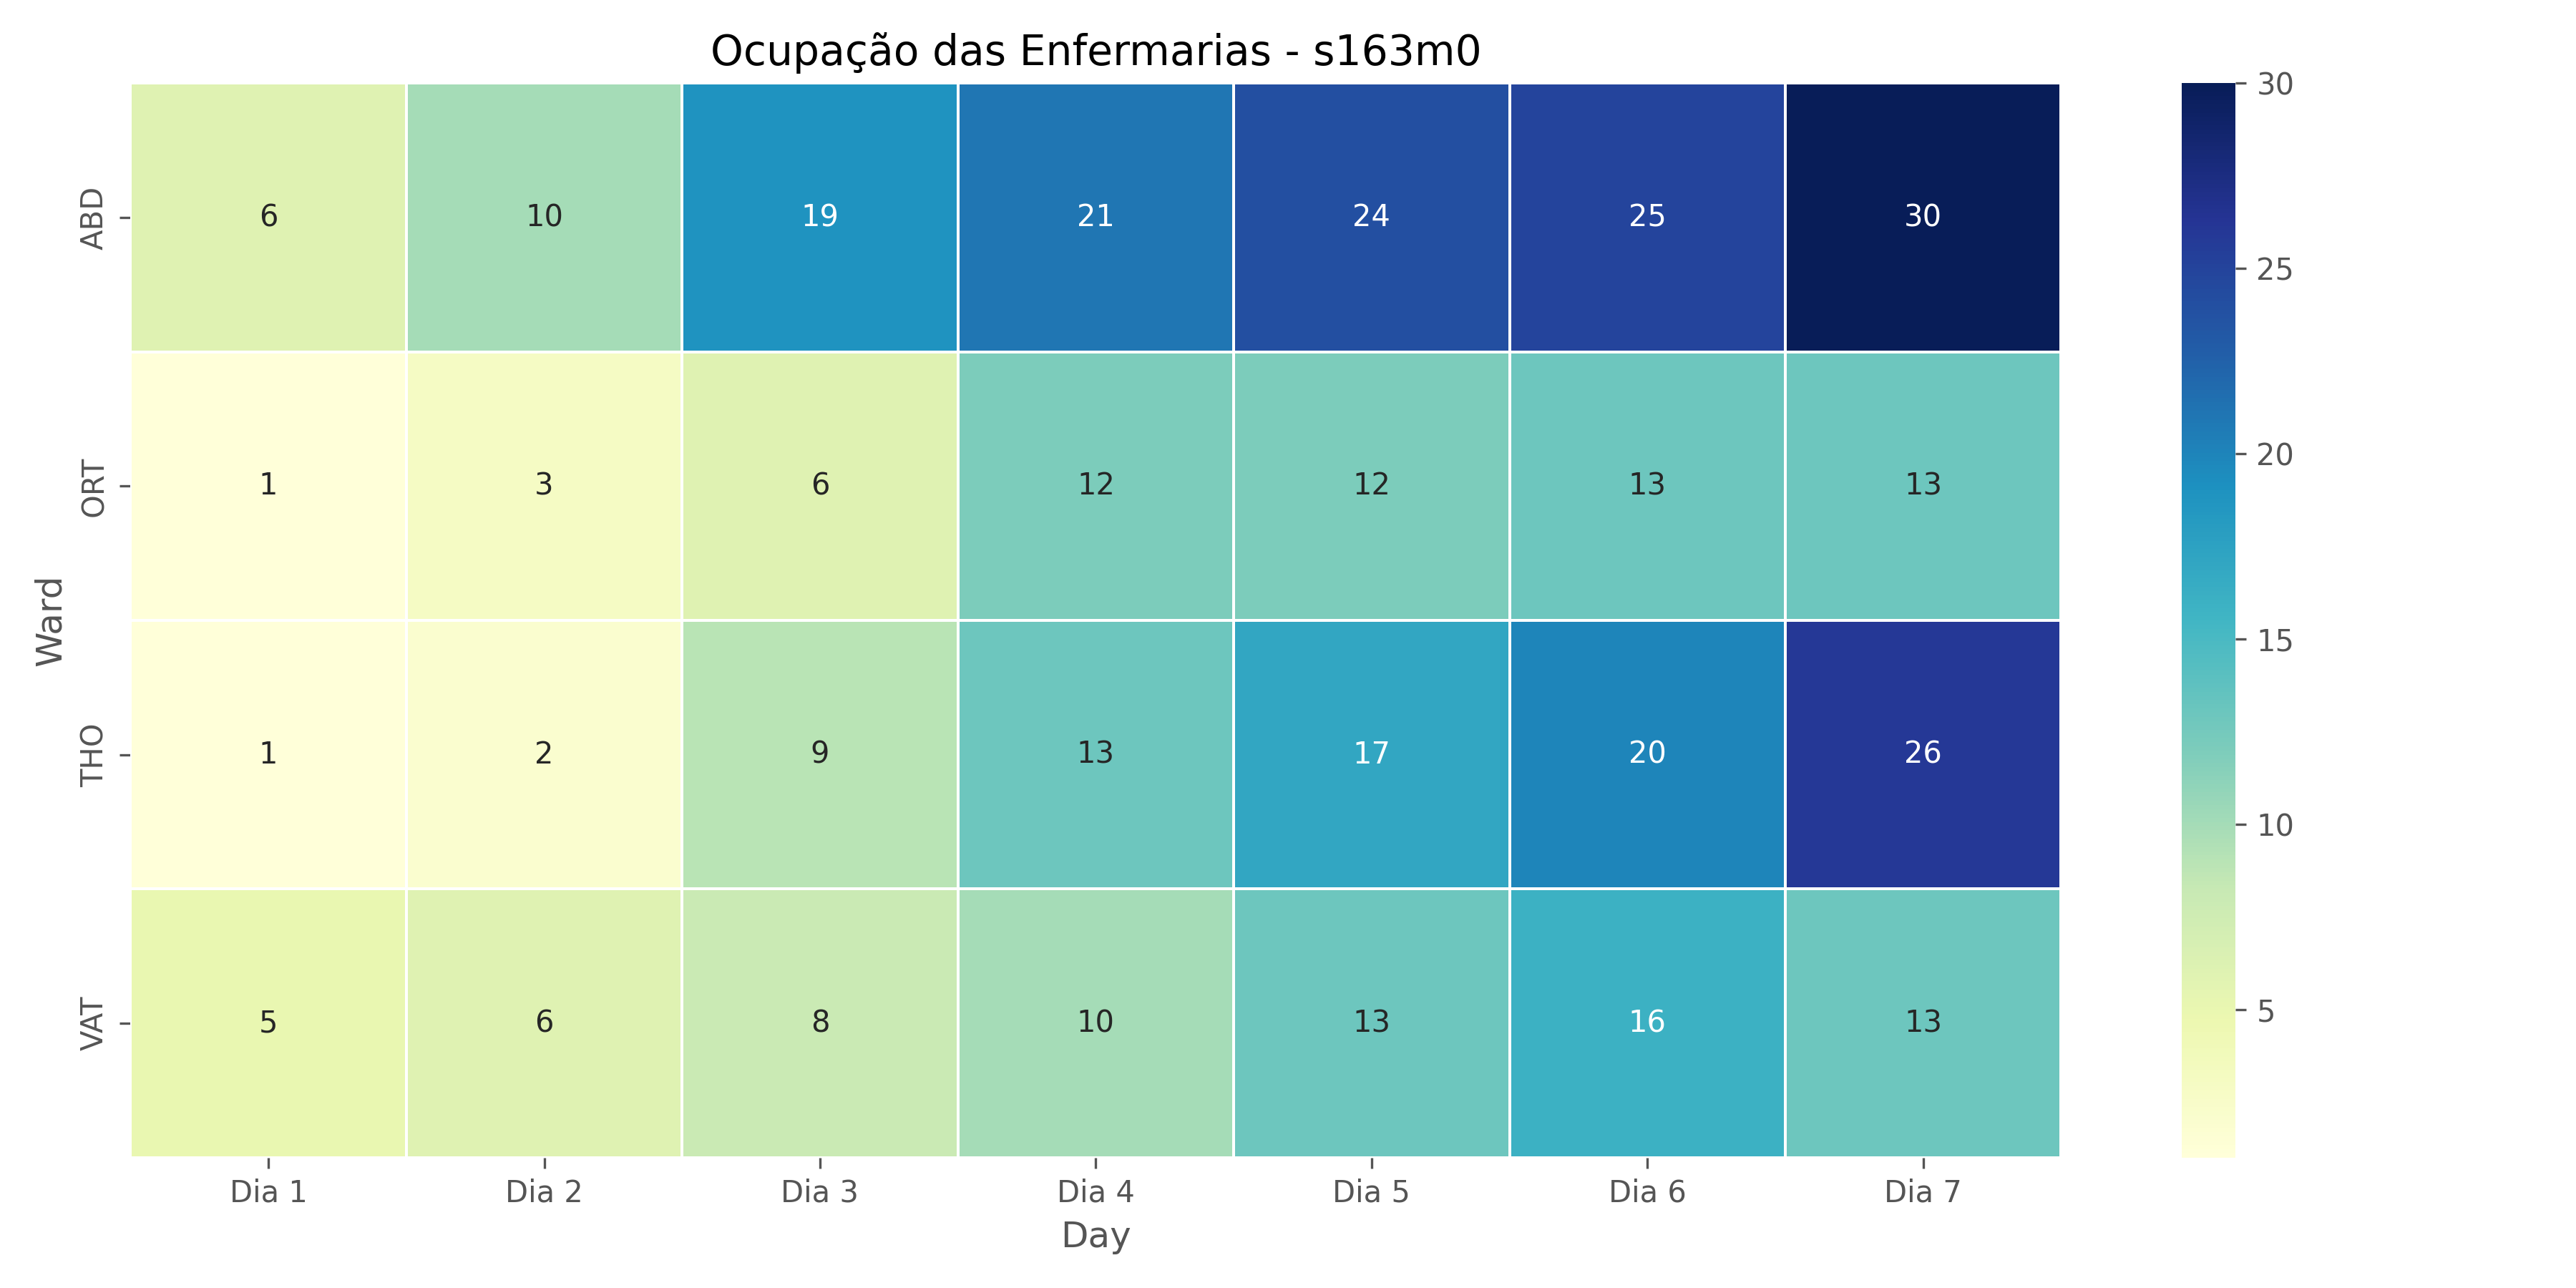 Ocupação das Enfermarias - s163m0
Ward
ABD 6 10 19 21 24 25 30
ORT 1 3 6 12 12 13 13
THO 1 2 9 13 17 20 26
VAT 5 6 8 10 13 16 13
Dia 1 Dia 2 Dia 3 Dia 4 Dia 5 Dia 6 Dia 7
Day
30
25
20
15
10
5